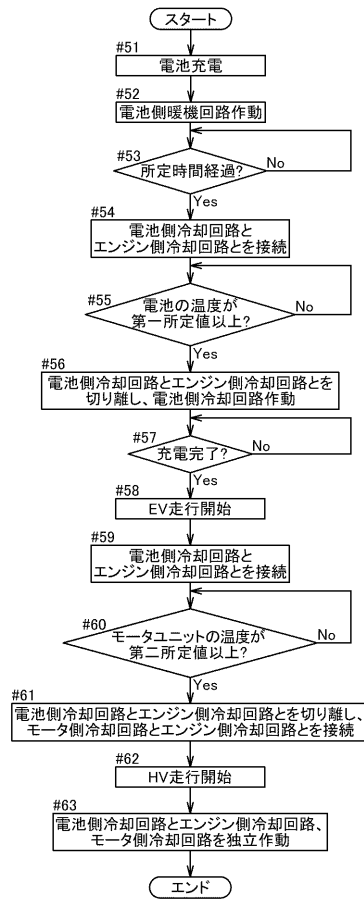 スタート
#51
電池充電
#52
電池側暖機回路作動
#53
所定時間経過?
No
Yes
#54
電池側冷却回路と
エンジン側冷却回路とを接続
#55
電池の温度が
第一所定値以上?
No
Yes
#56
電池側冷却回路とエンジン側冷却回路とを
切り離し、電池側冷却回路作動
#57
充電完了?
No
Yes
#58
EV走行開始
#59
電池側冷却回路と
エンジン側冷却回路とを接続
#60
モータユニットの温度が
第二所定値以上?
No
Yes
#61
電池側冷却回路とエンジン側冷却回路とを切り離し、
モータ側冷却回路とエンジン側冷却回路とを接続
#62
HV走行開始
#63
電池側冷却回路とエンジン側冷却回路、
モータ側冷却回路を独立作動
エンド